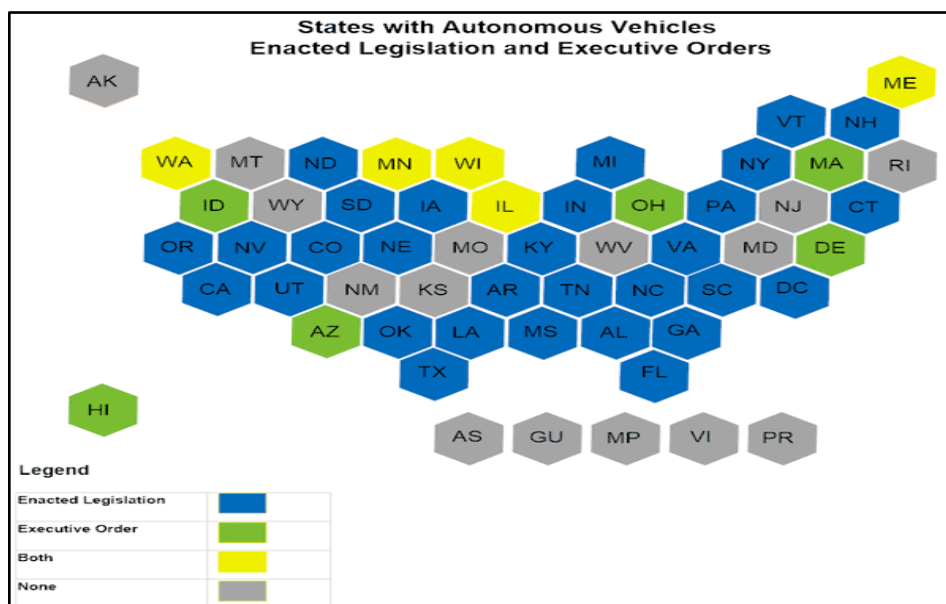 States with Autonomous Vehicles
Enacted Legislation and Executive Orders
AK
ME
VT NH
WA MT ND MN WI MI NY MA RI
ID WY SD IA IL IN OH PA NJ CT
OR NV CO NE MO KY WV VA MD DE
CA UT NM KS AR TN NC SC DC
AZ OK LA MS AL GA
TX FL
HI
AS GU MP VI PR
Legend
Enacted Legislation
Executive Order
Both
None